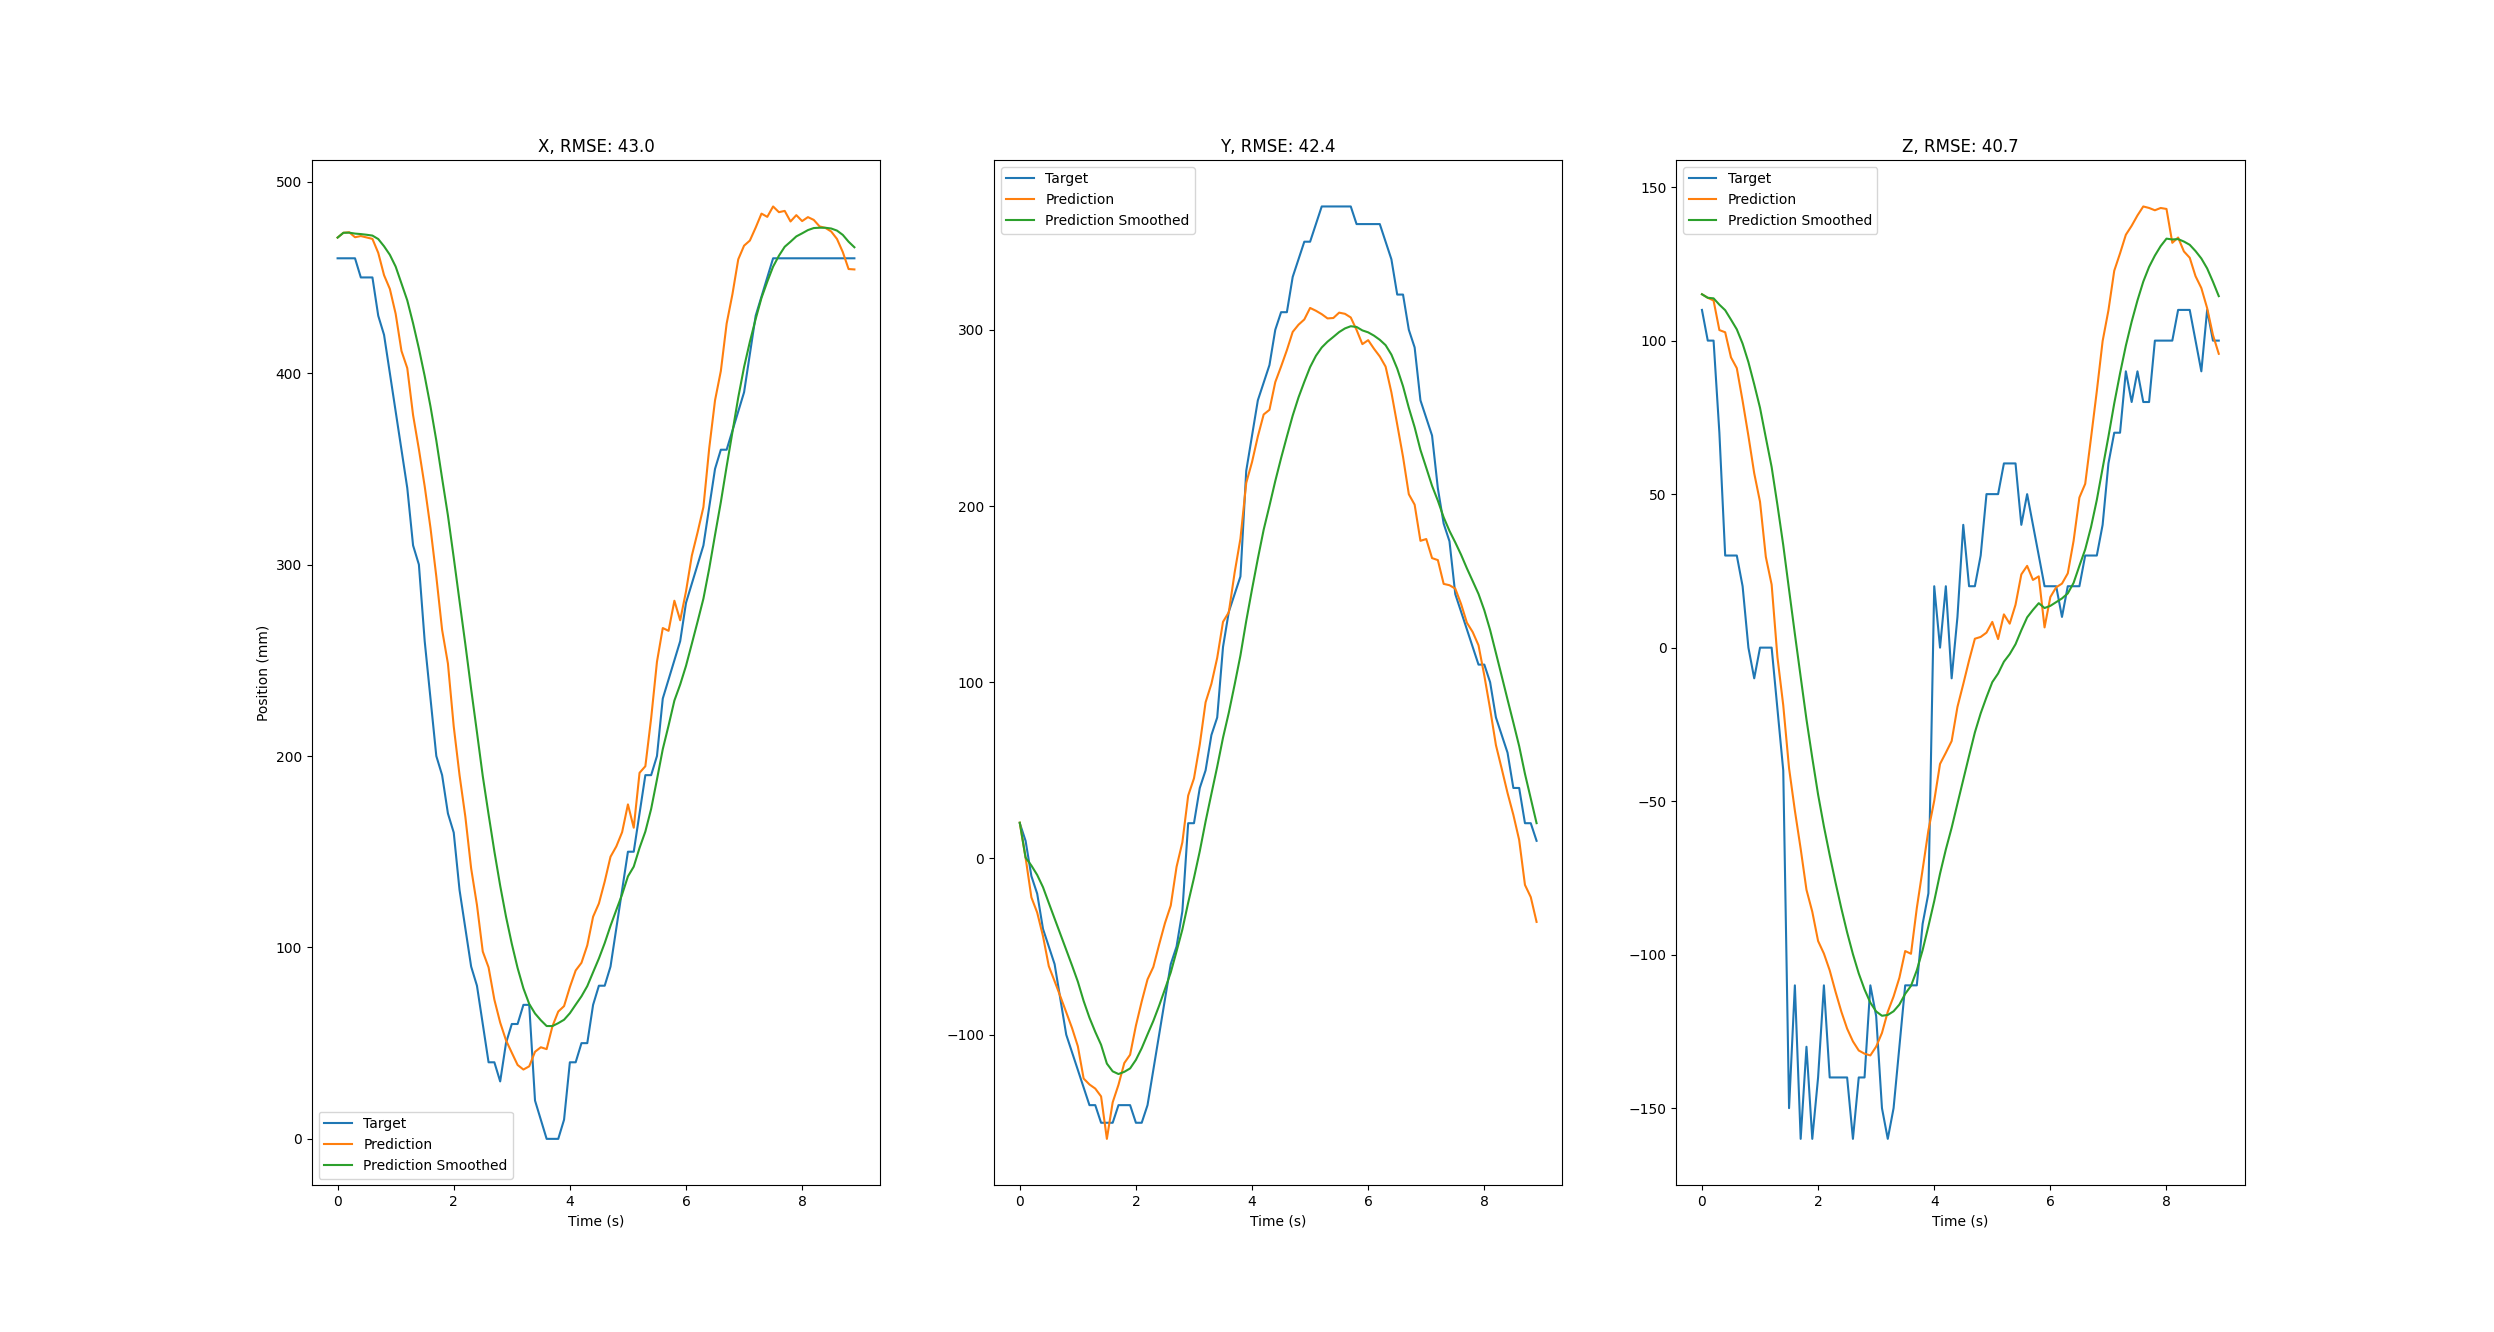 X, RMSE: 43.0
500
400
300
200
100
0
Position (mm)
Target
Prediction
Prediction Smoothed
0 2 4 6 8
Time (s)
Y, RMSE: 42.4
Target
Prediction
Prediction Smoothed
300
200
100
0
−100
0 2 4 6 8
Time (s)
Z, RMSE: 40.7
Target
Prediction
Prediction Smoothed
150
100
50
0
−50
−100
−150
0 2 4 6 8
Time (s)